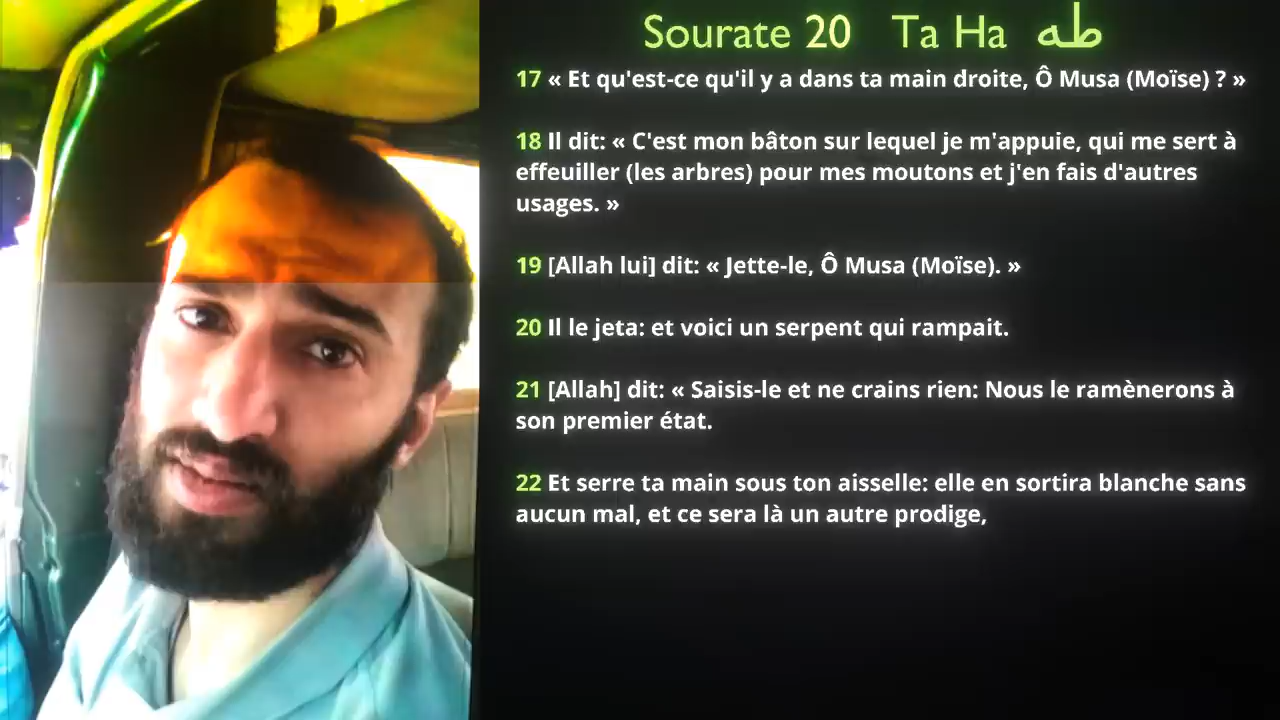 Sourate 20 Ta Ha طه
17 « Et qu'est-ce qu'il y a dans ta main droite, Ô Musa (Moïse) ? »
18 Il dit: « C'est mon bâton sur lequel je m'appuie, qui me sert à
effeuiller (les arbres) pour mes moutons et j'en fais d'autres
usages. »
19 [Allah lui] dit: « Jette-le, Ô Musa (Moïse). »
20 Il le jeta: et voici un serpent qui rampait.
21 [Allah] dit: « Saisis-le et ne crains rien: Nous le ramènerons à
son premier état.
22 Et serre ta main sous ton aisselle: elle en sortira blanche sans
aucun mal, et ce sera là un autre prodige,